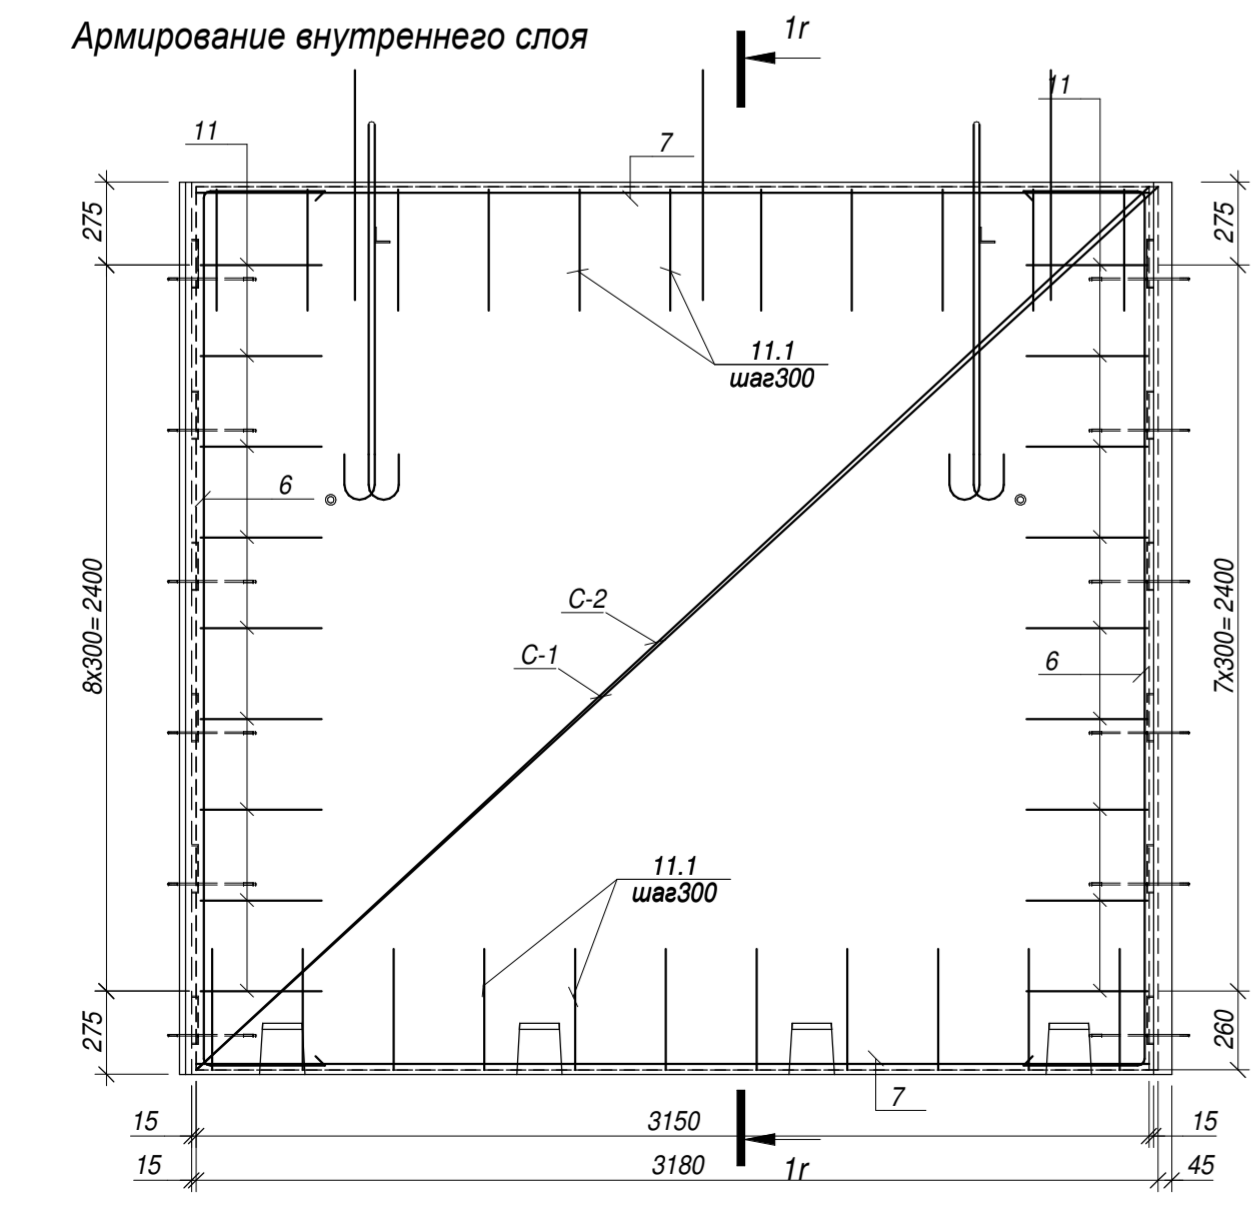 Армирование внутреннего слоя
1г
11
11
7
275
275
11.1
шаг300
6
С-2
С-1
8х300= 2400
7х300= 2400
6
11.1
шаг300
275
260
7
15
3150
15
15
3180
1г
45